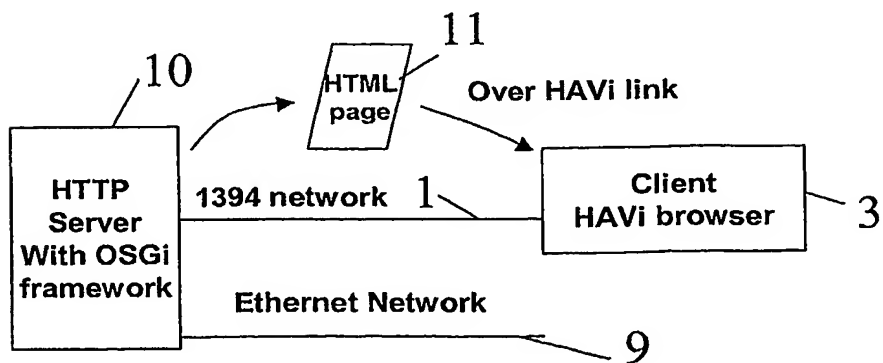 10
11
HTML
page
Over HAVi link
HTTP
Server
With OSGi
framework
1394 network
1
Client
HAVi browser
3
Ethernet Network
9